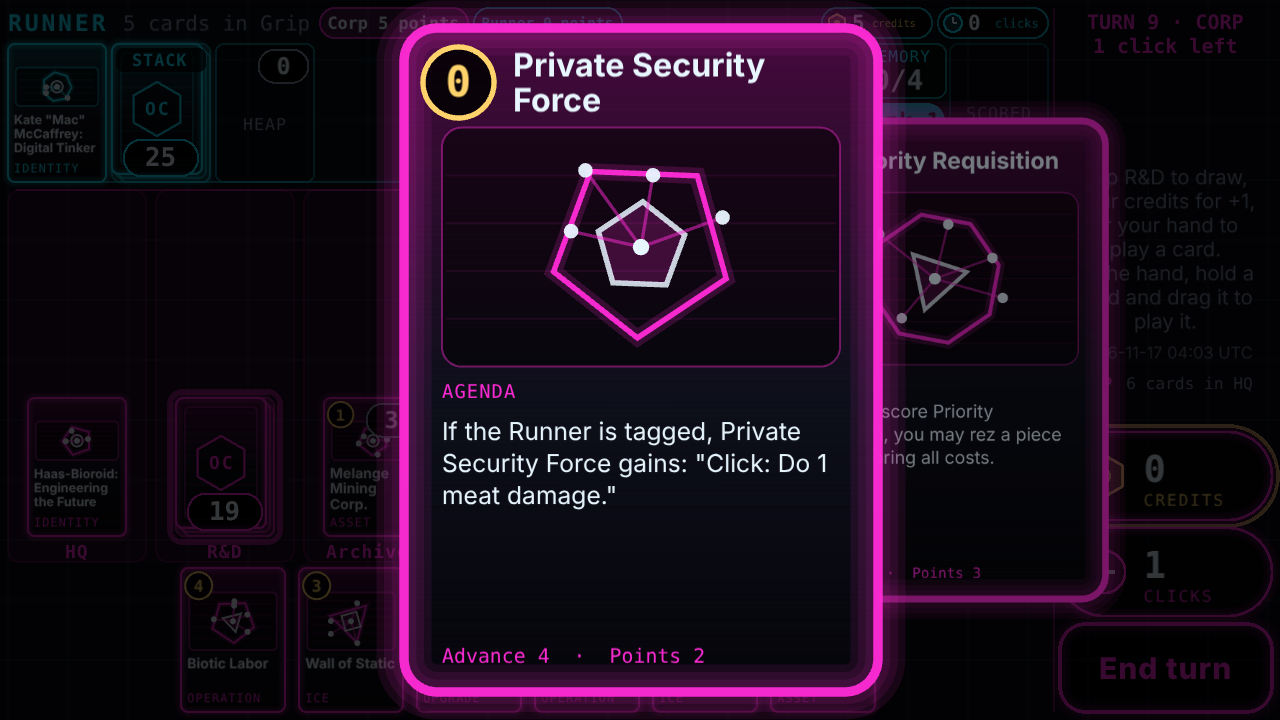 RUNNER 5 cards in Grip
Corp 5 points
Runner 0 points
5 credits
0 clicks
TURN 9 · CORP
1 click left
Kate "Mac"
McCaffrey:
Digital Tinker
IDENTITY
STACK
OC
25
0
HEAP
0/4
SCORED
0
Private Security
Force
AGENDA
If the Runner is tagged, Private
Security Force gains: "Click: Do 1
meat damage."
Advance 4 · Points 2
Requisition
score Priority
, you may rez a piece
all costs.
· Points 3
R&D to draw,
credits for +1,
your hand to
play a card.
hand, hold a
and drag it to
play it.
-11-17 04:03 UTC
6 cards in HQ
Haas-Bioroid:
Engineering
the Future
IDENTITY
HQ
OC
19
R&D
1
3
Melange
Mining
Corp.
ASSET
4
Biotic Labor
OPERATION
3
Wall of Static
ICE
UPGRADE
OPERATION
ICE
ASSET
0
CREDITS
1
CLICKS
End turn